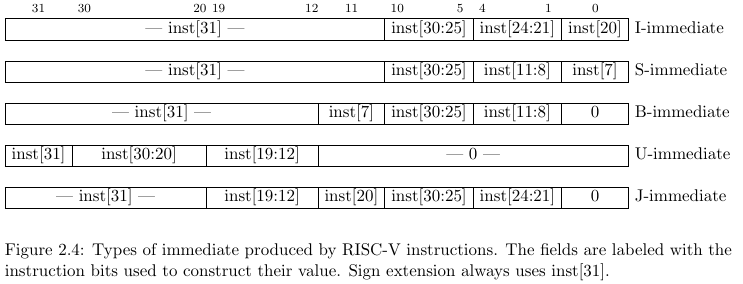 31 30 20 19 12 11 10 5 4 1 0
— inst[31] — inst[30:25] inst[24:21] inst[20] I-immediate
— inst[31] — inst[30:25] inst[11:8] inst[7] S-immediate
— inst[31] — inst[7] inst[30:25] inst[11:8] 0 B-immediate
inst[31] inst[30:20] inst[19:12] — 0 — U-immediate
— inst[31] — inst[19:12] inst[20] inst[30:25] inst[24:21] 0 J-immediate
Figure 2.4: Types of immediate produced by RISC-V instructions. The fields are labeled with the
instruction bits used to construct their value. Sign extension always uses inst[31].